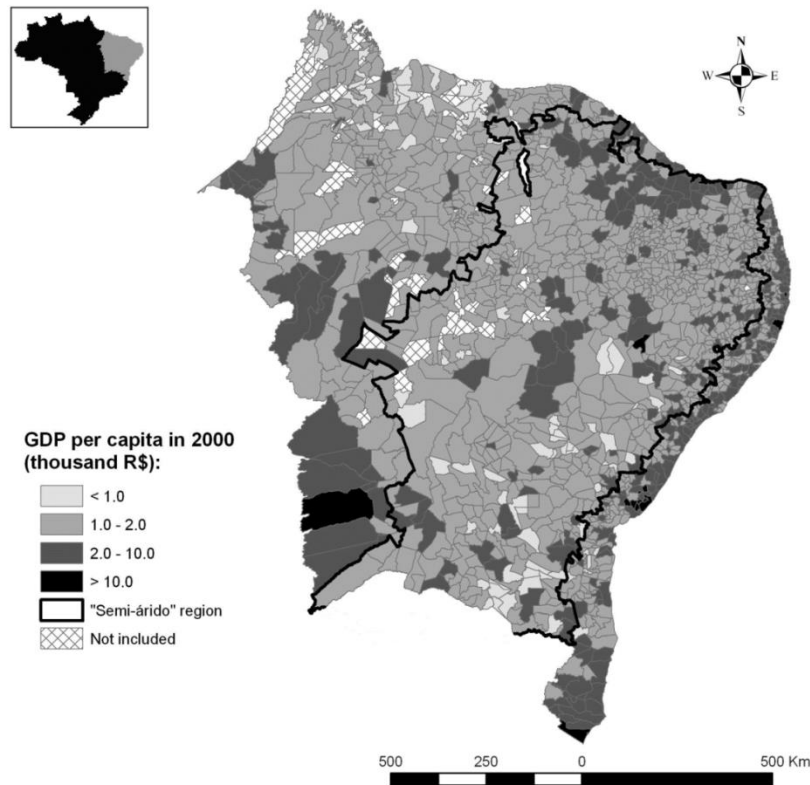 N
W E
S
GDP per capita in 2000
(thousand R$):
< 1.0
1.0 - 2.0
2.0 - 10.0
> 10.0
"Semi-árido" region
Not included
500 250 0 500 Km